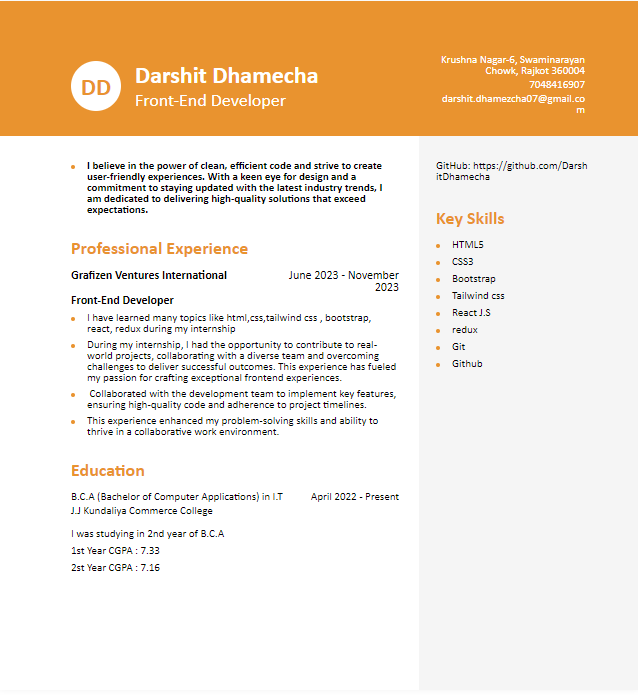 DD
Darshit Dhamecha
Front-End Developer
Krushna Nagar-6, Swaminarayan
Chowk, Rajkot 360004
7048416907
darshit.dhamezcha07@gmail.co
m
I believe in the power of clean, efficient code and strive to create
user-friendly experiences. With a keen eye for design and a
commitment to staying updated with the latest industry trends, I
am dedicated to delivering high-quality solutions that exceed
expectations.
Professional Experience
Grafizen Ventures International
June 2023 - November
2023
Front-End Developer
I have learned many topics like html,css,tailwind css , bootstrap,
react, redux during my internship
During my internship, I had the opportunity to contribute to real-
world projects, collaborating with a diverse team and overcoming
challenges to deliver successful outcomes. This experience has fueled
my passion for crafting exceptional frontend experiences.
Collaborated with the development team to implement key features,
ensuring high-quality code and adherence to project timelines.
This experience enhanced my problem-solving skills and ability to
thrive in a collaborative work environment.
Education
B.C.A (Bachelor of Computer Applications) in I.T
April 2022 - Present
J.J Kundaliya Commerce College
I was studying in 2nd year of B.C.A
1st Year CGPA : 7.33
2st Year CGPA : 7.16
GitHub: https://github.com/Darsh
itDhamecha
Key Skills
HTML5
CSS3
Bootstrap
Tailwind css
React J.S
redux
Git
Github